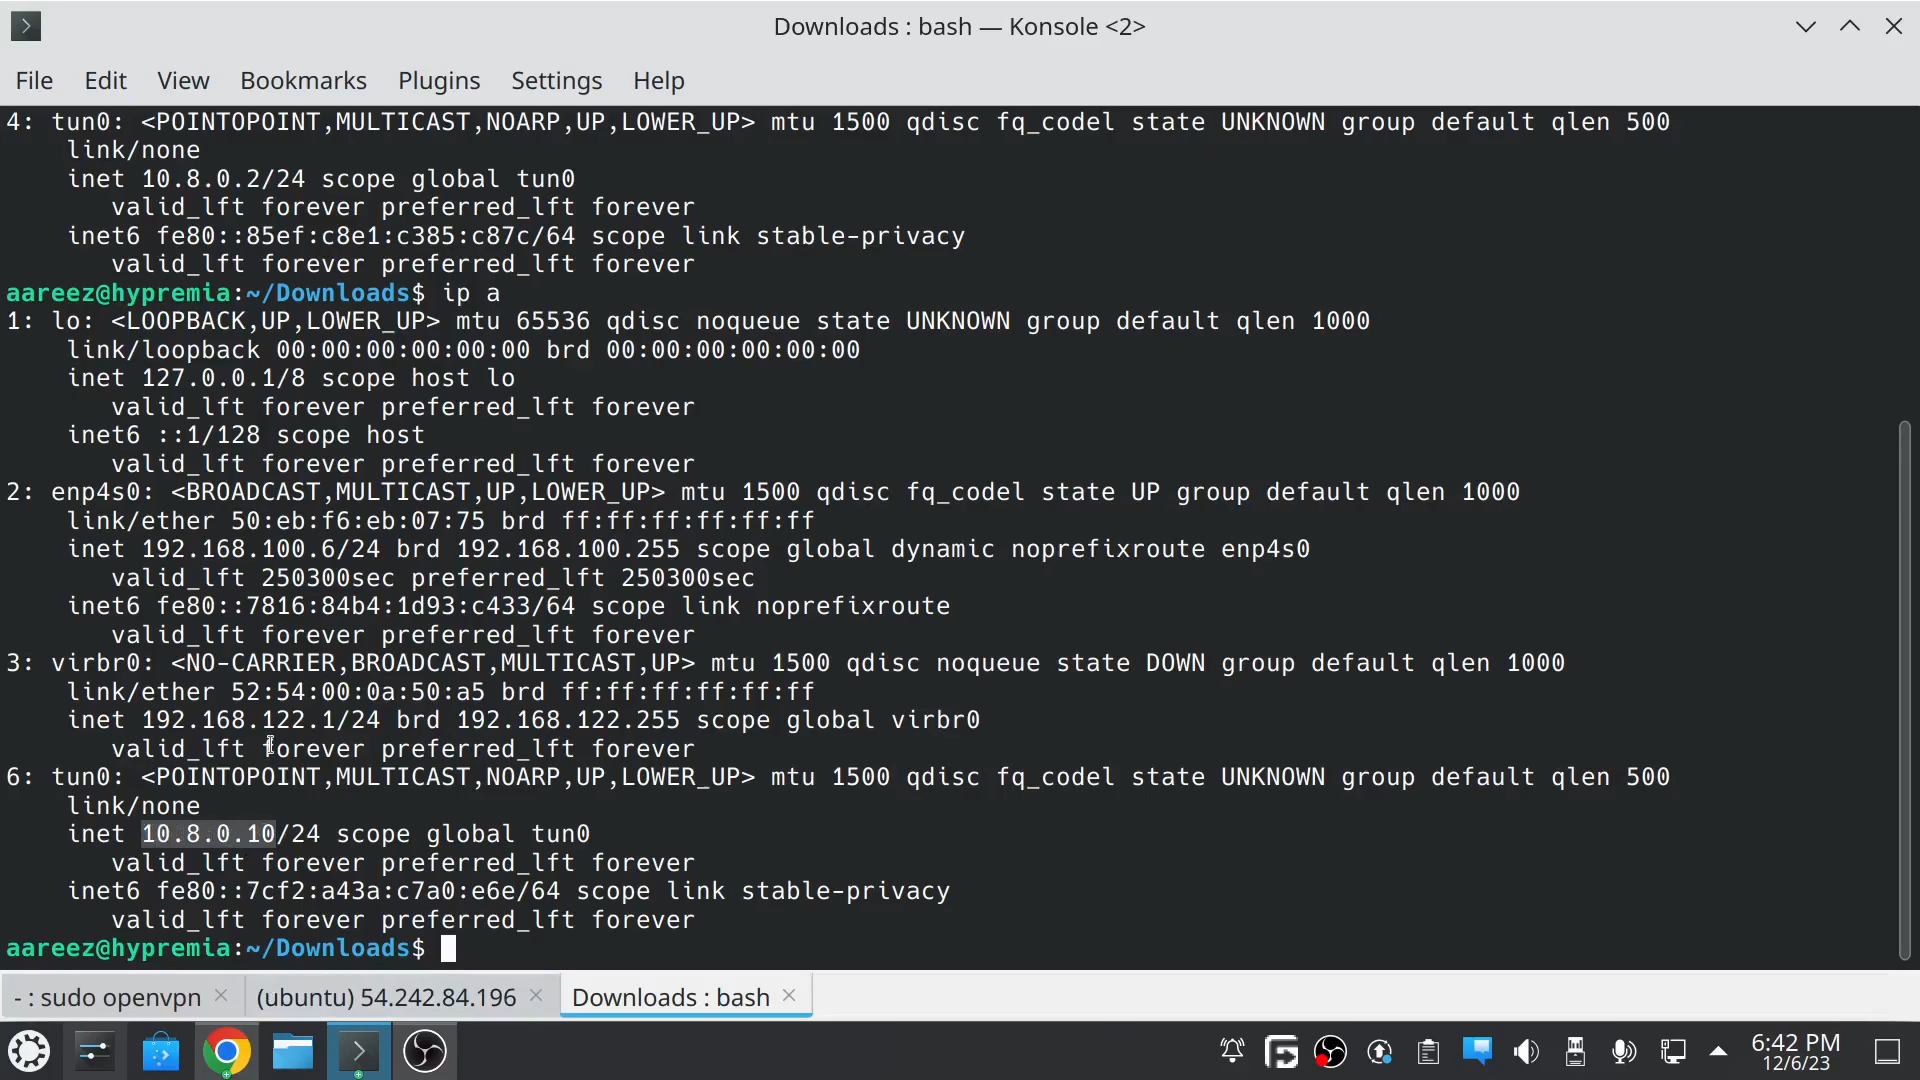 Downloads : bash — Konsole <2>
File Edit View Bookmarks Plugins Settings Help
4: tun0: <POINTOPOINT,MULTICAST,NOARP,UP,LOWER_UP> mtu 1500 qdisc fq_codel state UNKNOWN group default qlen 500
link/none
inet 10.8.0.2/24 scope global tun0
valid_lft forever preferred_lft forever
inet6 fe80::85ef:c8e1:c385:c87c/64 scope link stable-privacy
valid_lft forever preferred_lft forever
aareez@hypremia:~/Downloads$ ip a
1: lo: <LOOPBACK,UP,LOWER_UP> mtu 65536 qdisc noqueue state UNKNOWN group default qlen 1000
link/loopback 00:00:00:00:00:00 brd 00:00:00:00:00:00
inet 127.0.0.1/8 scope host lo
valid_lft forever preferred_lft forever
inet6 ::1/128 scope host
valid_lft forever preferred_lft forever
2: enp4s0: <BROADCAST,MULTICAST,UP,LOWER_UP> mtu 1500 qdisc fq_codel state UP group default qlen 1000
link/ether 50:eb:f6:eb:07:75 brd ff:ff:ff:ff:ff:ff
inet 192.168.100.6/24 brd 192.168.100.255 scope global dynamic noprefixroute enp4s0
valid_lft 250300sec preferred_lft 250300sec
inet6 fe80::7816:84b4:1d93:c433/64 scope link noprefixroute
valid_lft forever preferred_lft forever
3: virbr0: <NO-CARRIER,BROADCAST,MULTICAST,UP> mtu 1500 qdisc noqueue state DOWN group default qlen 1000
link/ether 52:54:00:0a:50:a5 brd ff:ff:ff:ff:ff:ff
inet 192.168.122.1/24 brd 192.168.122.255 scope global virbr0
valid_lft forever preferred_lft forever
6: tun0: <POINTOPOINT,MULTICAST,NOARP,UP,LOWER_UP> mtu 1500 qdisc fq_codel state UNKNOWN group default qlen 500
link/none
inet 10.8.0.10/24 scope global tun0
valid_lft forever preferred_lft forever
inet6 fe80::7cf2:a43a:c7a0:e6e/64 scope link stable-privacy
valid_lft forever preferred_lft forever
aareez@hypremia:~/Downloads$
- : sudo openvpn (ubuntu) 54.242.84.196 Downloads : bash
6:42 PM
12/6/23